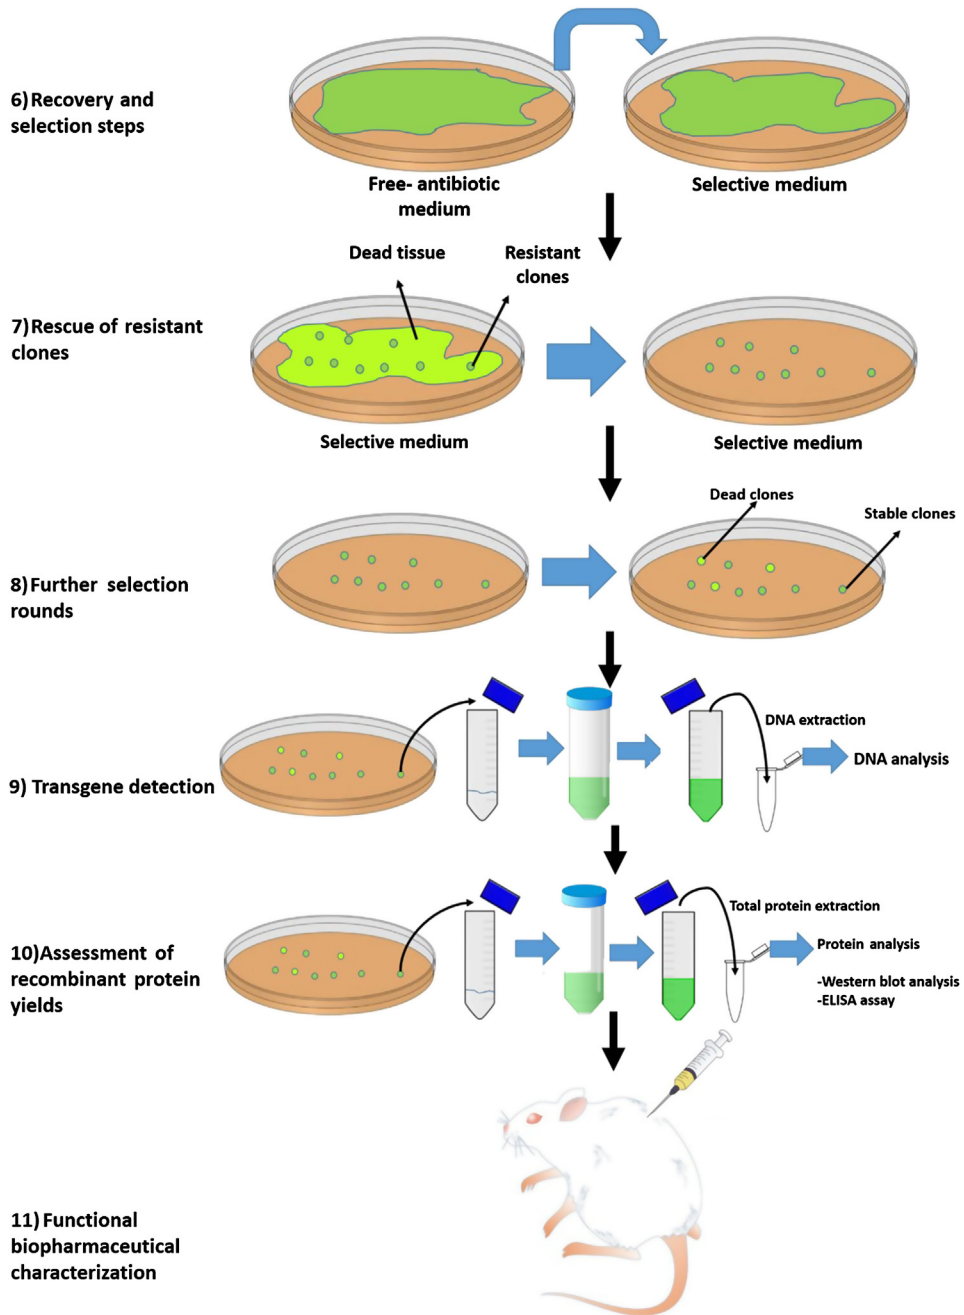 6) Recovery and
selection steps
Free- antibiotic
medium
Selective medium
Dead tissue
Resistant
clones
7) Rescue of resistant
clones
Selective medium
Selective medium
Dead clones
Stable clones
8) Further selection
rounds
9) Transgene detection
DNA extraction
DNA analysis
10)Assessment of
recombinant protein
yields
Total protein extraction
Protein analysis
-Western blot analysis
-ELISA assay
11) Functional
biopharmaceutical
characterization